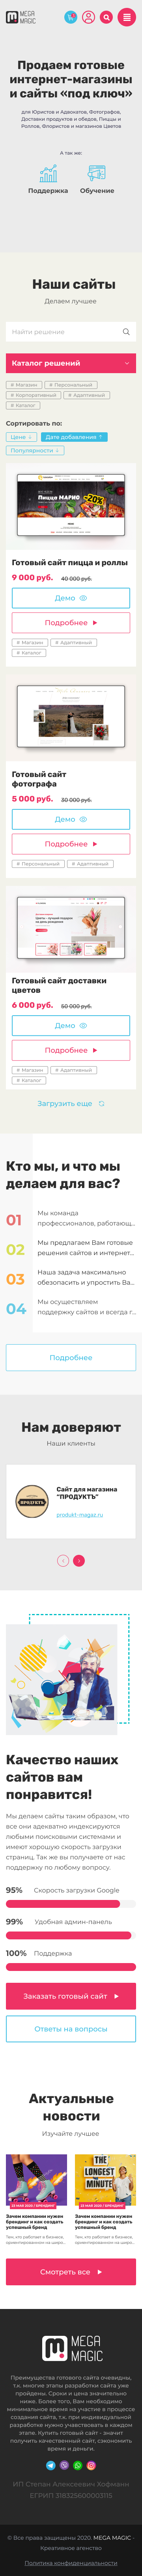 MEGA
MAGIC
Продаем готовые
интернет-магазины
и сайты «под ключ»
для Юристов и Адвокатов, Фотографов,
Доставки продуктов и обедов, Пиццы и
Роллов, Флористов и магазинов Цветов
А так же:
Поддержка
Обучение
Наши сайты
Делаем лучшее
Найти решение
Каталог решений
# Магазин # Персональный
# Корпоративный # Адаптивный
# Каталог
Сортировать по:
Цене ↓ Дате добавления ↑
Популярности ↓
МАРИО
-20%
Готовый сайт пицца и роллы
9 000 руб. 40 000 руб.
Демо
Подробнее
# Магазин # Адаптивный
# Каталог
Готовый сайт
фотографа
5 000 руб. 30 000 руб.
Демо
Подробнее
# Персональный # Адаптивный
Готовый сайт доставки
цветов
6 000 руб. 50 000 руб.
Демо
Подробнее
# Магазин # Адаптивный
# Каталог
Загрузить еще
Кто мы, и что мы
делаем для вас?
01 Мы команда
профессионалов, работающ...
02 Мы предлагаем Вам готовые
решения сайтов и интернет...
03 Наша задача максимально
обезопасить и упростить Ва...
04 Мы осуществляем
поддержку сайтов и всегда г...
Подробнее
Нам доверяют
Наши клиенты
ПРОДУКТЪ
Сайт для магазина
"ПРОДУКТЪ"
produkt-magaz.ru
Качество наших
сайтов вам
понравится!
Мы делаем сайты таким образом, что
все они адекватно индексируются
любыми поисковыми системами и
имеют хорошую скорость загрузки
страниц. Так же вы получаете от нас
поддержку по любому вопросу.
95% Скорость загрузки Google
99% Удобная админ-панель
100% Поддержка
Заказать готовый сайт
Ответы на вопросы
Актуальные
новости
Изучайте лучшее
THE
LONGEST
MINUTE
Зачем компании нужен
брендинг и как создать
успешный бренд
Зачем компании нужен
брендинг и как создать
успешный бренд
Смотреть все
MEGA
MAGIC
Преимущества готового сайта очевидны,
т.к. многие этапы разработки сайта уже
пройдены. Сроки и цена значительно
ниже. Более того, Вам необходимо
минимальное время на участие в процессе
создания сайта, т.к. при индивидуальной
разработке нужно участвовать в каждом
этапе. Купить готовый сайт – значит
получить качественный сайт, сэкономить
время и деньги.
ИП Степан Алексеевич Хофманн
ЕГРИП 318325600003115
© Все права защищены 2020. MEGA MAGIC -
Креативное агенство
Политика конфиденциальности